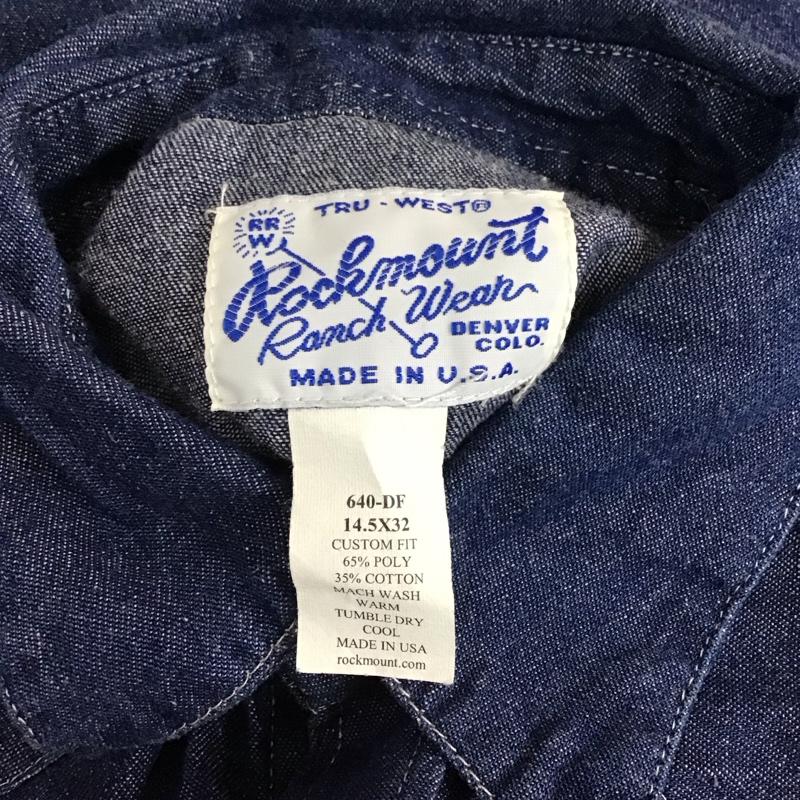 TRU-WEST®
RR
W
Rockmount
Ranch Wear
DENVER
COLO.
MADE IN U.S.A.
640-DF
14.5X32
CUSTOM FIT
65% POLY
35% COTTON
MACH WASH
WARM
TUMBLE DRY
COOL
MADE IN USA
rockmount.com